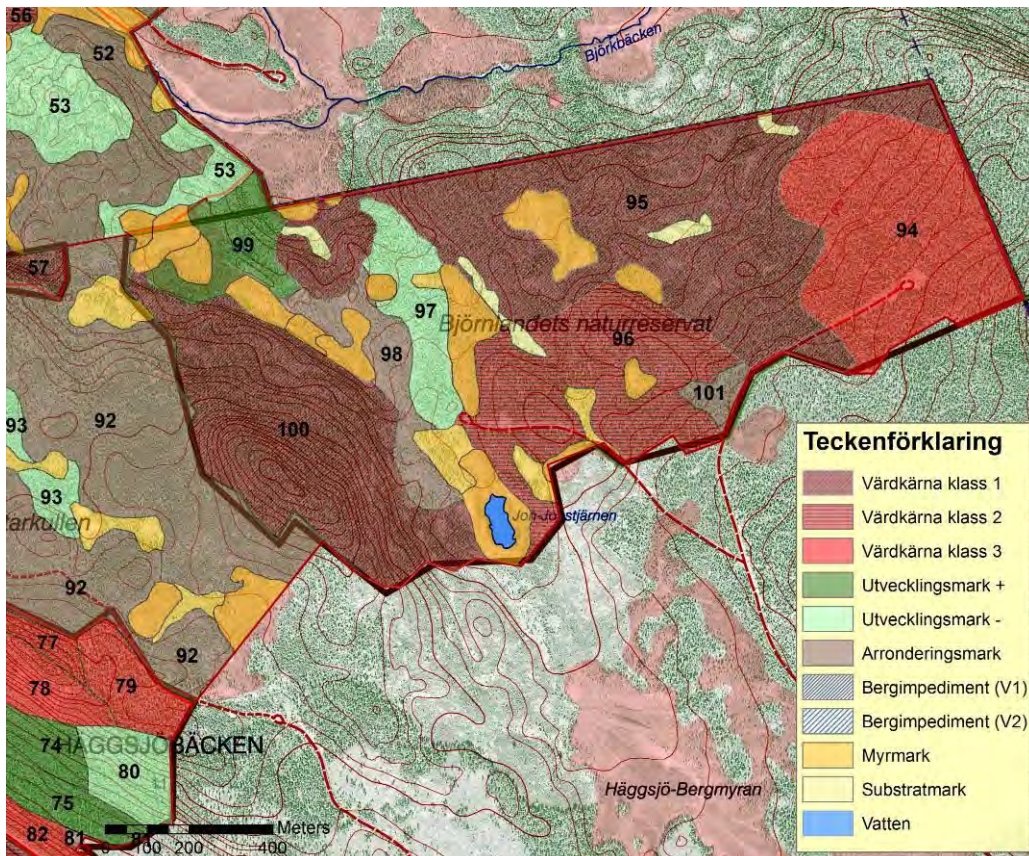 56
52
Björkbäcken
53
53
95
94
99
57
97
Björnlandets naturreservat
96
98
101
92
100
93
93
arkullen
Jon-Jonstjärnen
92
92
77
78
79
74
HÄGGSJÖBÄCKEN
80
75
Häggsjö-Bergmyran
82
81
Meters
0 100 200 400
Teckenförklaring
Värdkärna klass 1
Värdkärna klass 2
Värdkärna klass 3
Utvecklingsmark +
Utvecklingsmark -
Arronderingsmark
Bergimpediment (V1)
Bergimpediment (V2)
Myrmark
Substratmark
Vatten